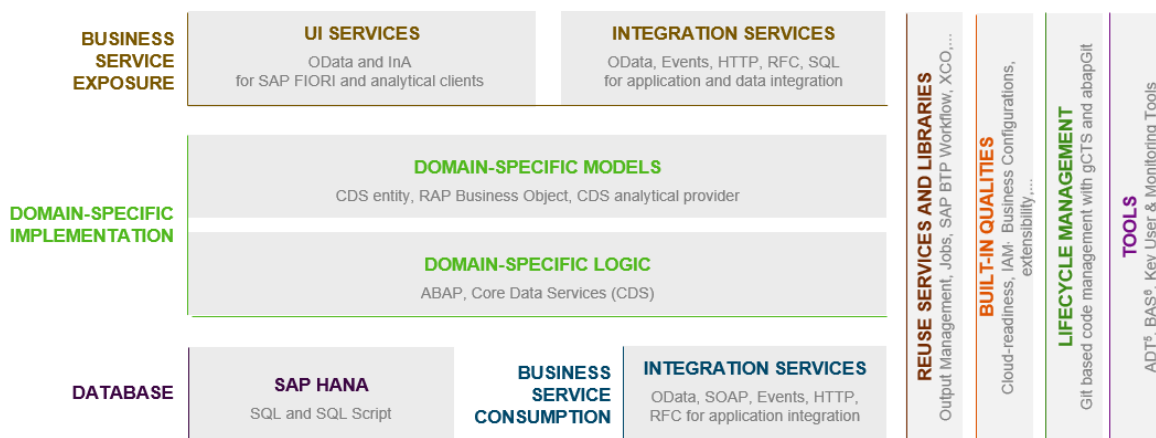 BUSINESS
SERVICE
EXPOSURE
UI SERVICES
OData and InA
for SAP FIORI and analytical clients
INTEGRATION SERVICES
OData, Events, HTTP, RFC, SQL
for application and data integration
DOMAIN-SPECIFIC
IMPLEMENTATION
DOMAIN-SPECIFIC MODELS
CDS entity, RAP Business Object, CDS analytical provider
DOMAIN-SPECIFIC LOGIC
ABAP, Core Data Services (CDS)
DATABASE
SAP HANA
SQL and SQL Script
BUSINESS
SERVICE
CONSUMPTION
INTEGRATION SERVICES
OData, SOAP, Events, HTTP,
RFC for application integration
REUSE SERVICES AND LIBRARIES
Output Management, Jobs, SAP BTP Workflow, XCO,...
BUILT-IN QUALITIES
Cloud-readiness, IAM· Business Configurations,
extensibility,...
LIFECYCLE MANAGEMENT
Git based code management with gCTS and abapGit
TOOLS
ADT⁵, BAS⁶, Key User & Monitoring Tools